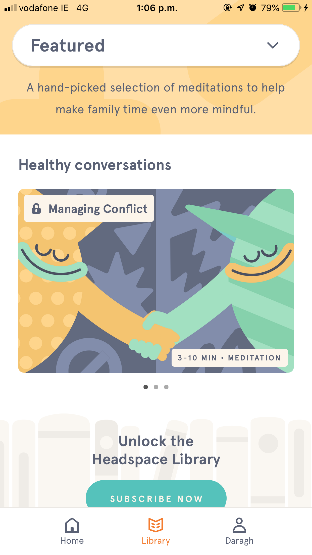 vodafone IE 4G 1:06 p.m. 79%
Featured
A hand-picked selection of meditations to help
make family time even more mindful.
Healthy conversations
Managing Conflict
3-10 MIN • MEDITATION
Unlock the
Headspace Library
SUBSCRIBE NOW
Home Library Daragh